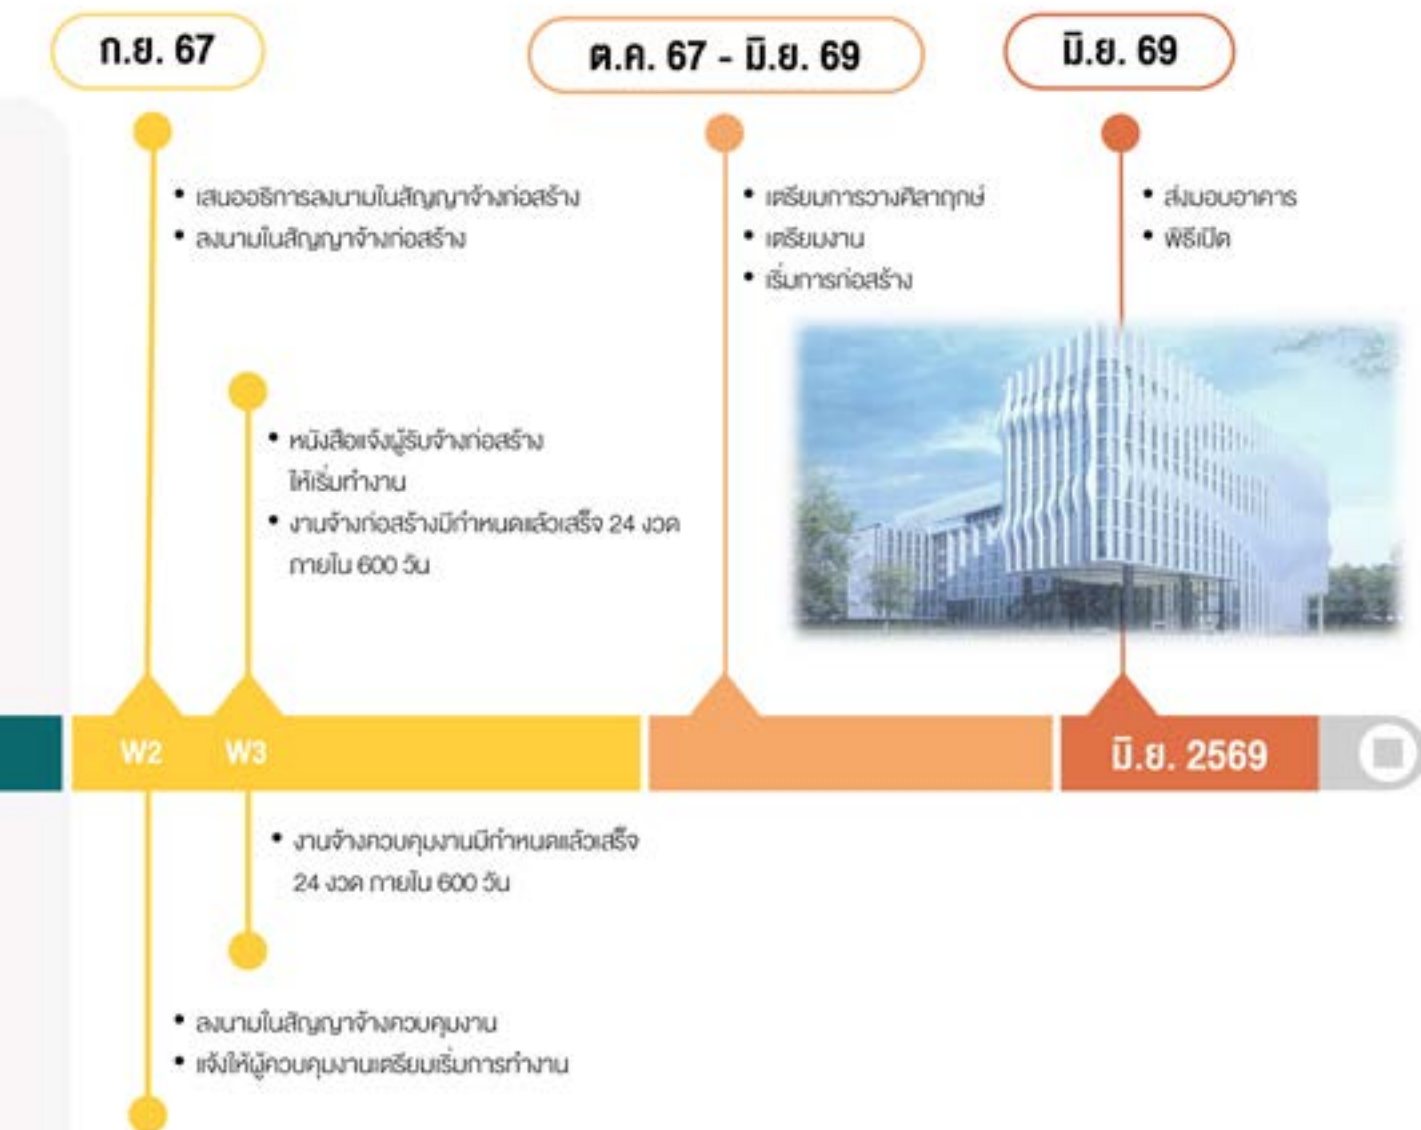 ก.ย. 67
ต.ค. 67 - มิ.ย. 69
มิ.ย. 69
• เสนออธิการลงนามในสัญญาจ้างก่อสร้าง
• ลงนามในสัญญาจ้างก่อสร้าง
• เตรียมการวางศิลาฤกษ์
• เตรียมงาน
• เริ่มการก่อสร้าง
• ส่งมอบอาคาร
• พิธีเปิด
• หนังสือแจ้งผู้รับจ้างก่อสร้าง
ให้เริ่มทำงาน
• งานจ้างก่อสร้างมีกำหนดแล้วเสร็จ 24 งวด
ภายใน 600 วัน
W2
W3
มิ.ย. 2569
• งานจ้างควบคุมงานมีกำหนดแล้วเสร็จ
24 งวด ภายใน 600 วัน
• ลงนามในสัญญาจ้างควบคุมงาน
• แจ้งให้ผู้ควบคุมงานเตรียมเริ่มการทำงาน